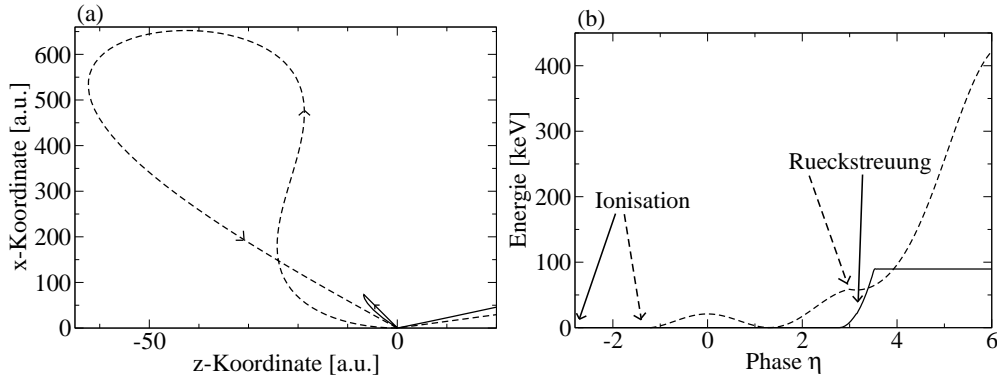 (a)
x-Koordinate [a.u.]
600
500
400
300
200
100
0
-50
0
z-Koordinate [a.u.]
(b)
Energie [keV]
400
300
200
100
0
Rueckstreuung
Ionisation
-2
0
2
4
6
Phase η